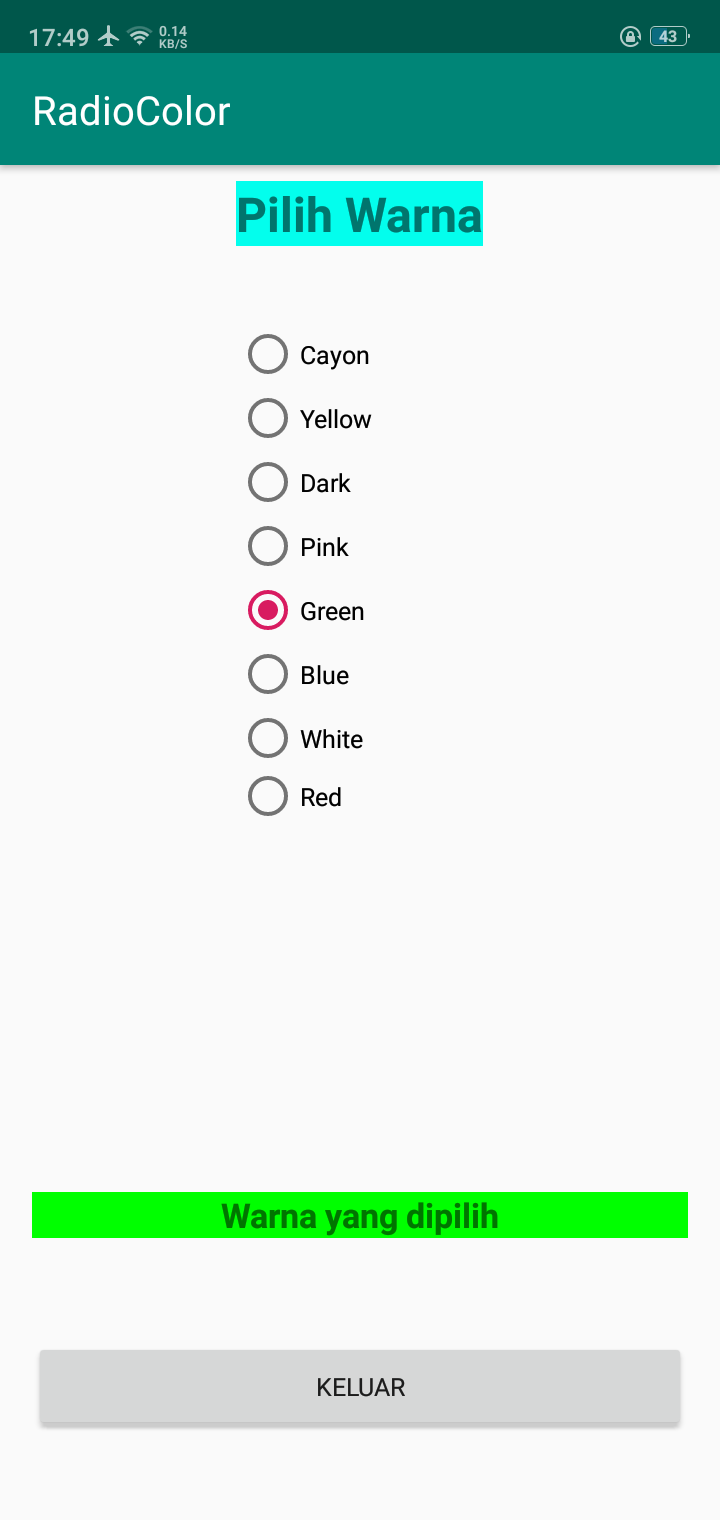 17:49 0.14 KB/S 43
RadioColor
Pilih Warna
Cayon
Yellow
Dark
Pink
Green
Blue
White
Red
Warna yang dipilih
KELUAR